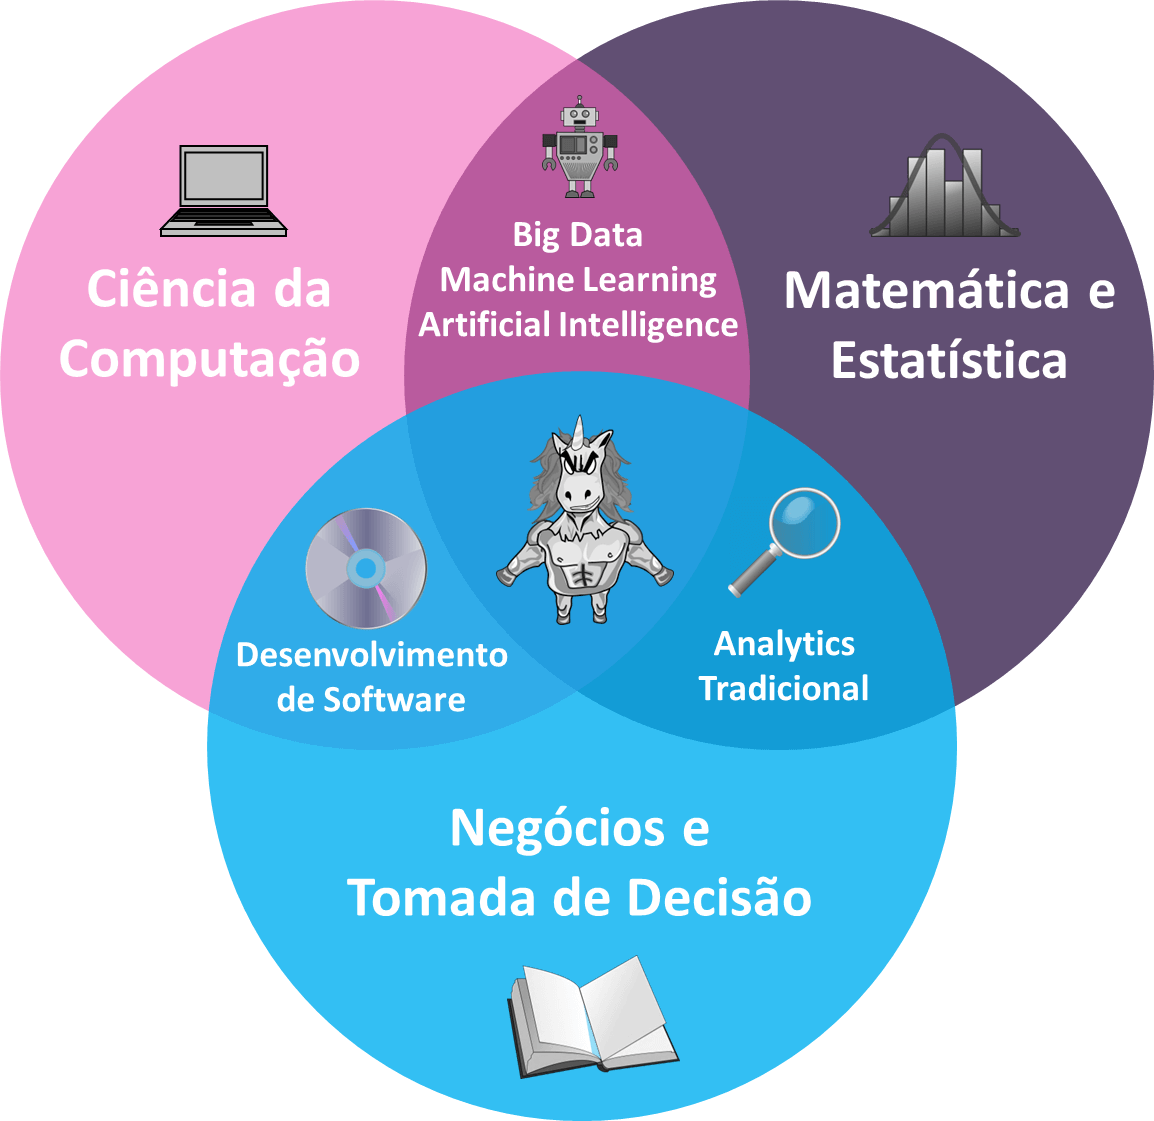 Big Data
Machine Learning
Artificial Intelligence
Ciência da
Computação
Matemática e
Estatística
Desenvolvimento
de Software
Analytics
Tradicional
Negócios e
Tomada de Decisão